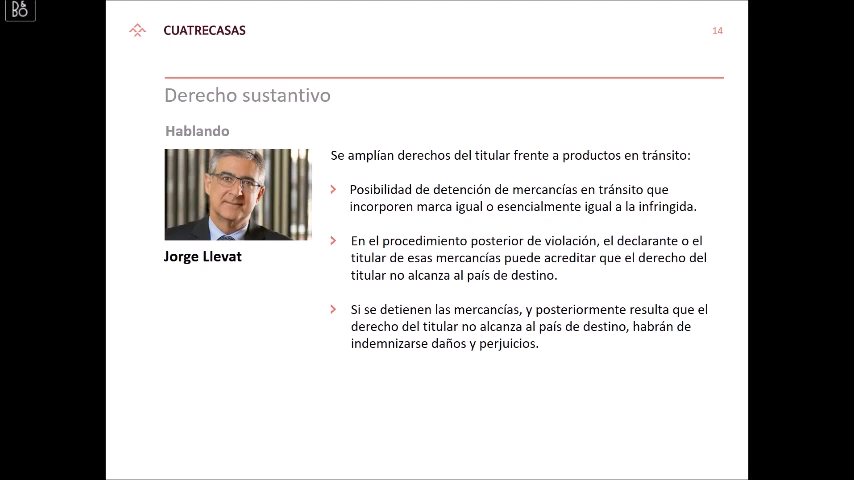 B&O
CUATRECASAS
14
Derecho sustantivo
Hablando
Se amplían derechos del titular frente a productos en tránsito:
Posibilidad de detención de mercancías en tránsito que
incorporen marca igual o esencialmente igual a la infringida.
En el procedimiento posterior de violación, el declarante o el
titular de esas mercancías puede acreditar que el derecho del
titular no alcanza al país de destino.
Si se detienen las mercancías, y posteriormente resulta que el
derecho del titular no alcanza al país de destino, habrán de
indemnizarse daños y perjuicios.
Jorge Llevat